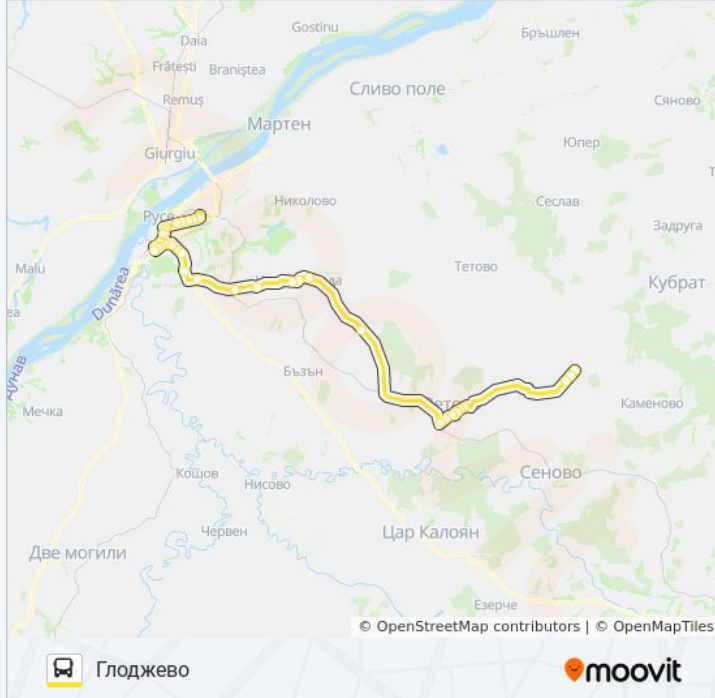 Gostinu
Daia
Бръшлен
Frătești
Braniștea
Сливо поле
Remuș
Сяново
Мартен
Юпер
Giurgiu
Николово
Сеслав
Русе
Задруга
Malu
Тетово
Кубрат
Dunărea
Дунав
Бъзън
Мечка
Каменово
Сеново
Кошов
Нисово
Червен
Цар Калоян
Две могили
Езерче
© OpenStreetMap contributors | © OpenMapTiles
Глоджево
moovit